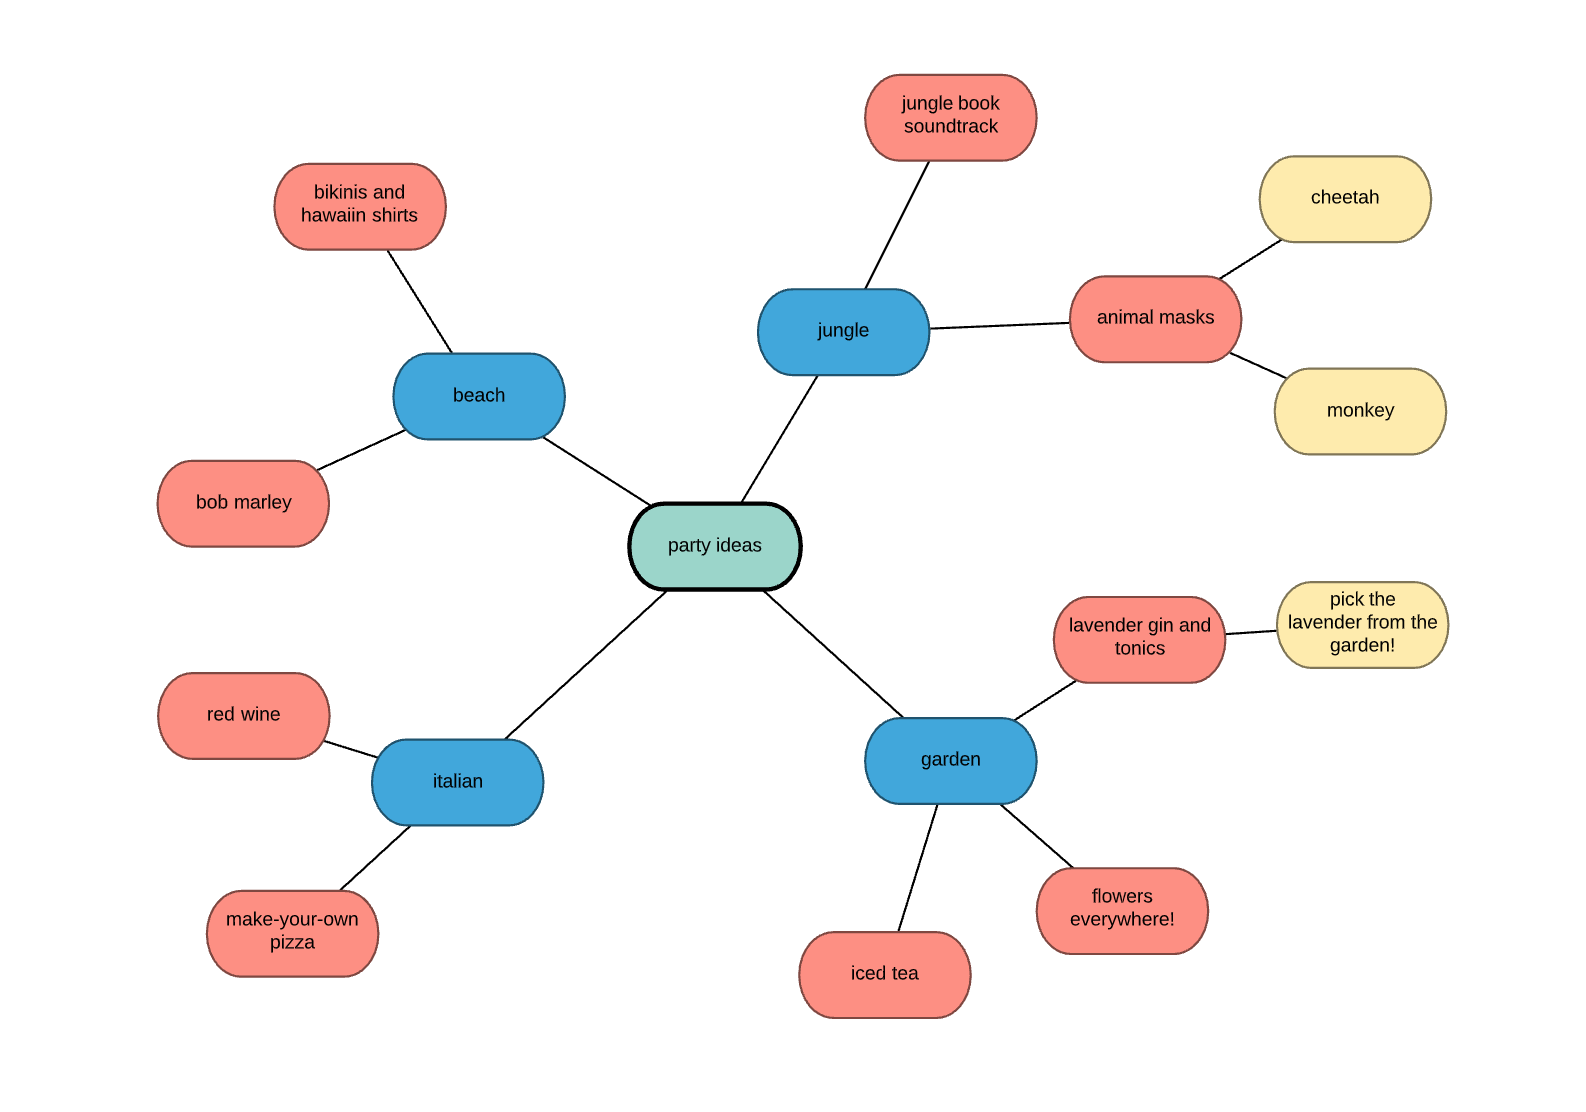 jungle book
soundtrack
bikinis and
hawaiin shirts
cheetah
jungle
animal masks
beach
monkey
bob marley
party ideas
lavender gin and
tonics
pick the
lavender from the
garden!
red wine
italian
garden
make-your-own
pizza
flowers
everywhere!
iced tea